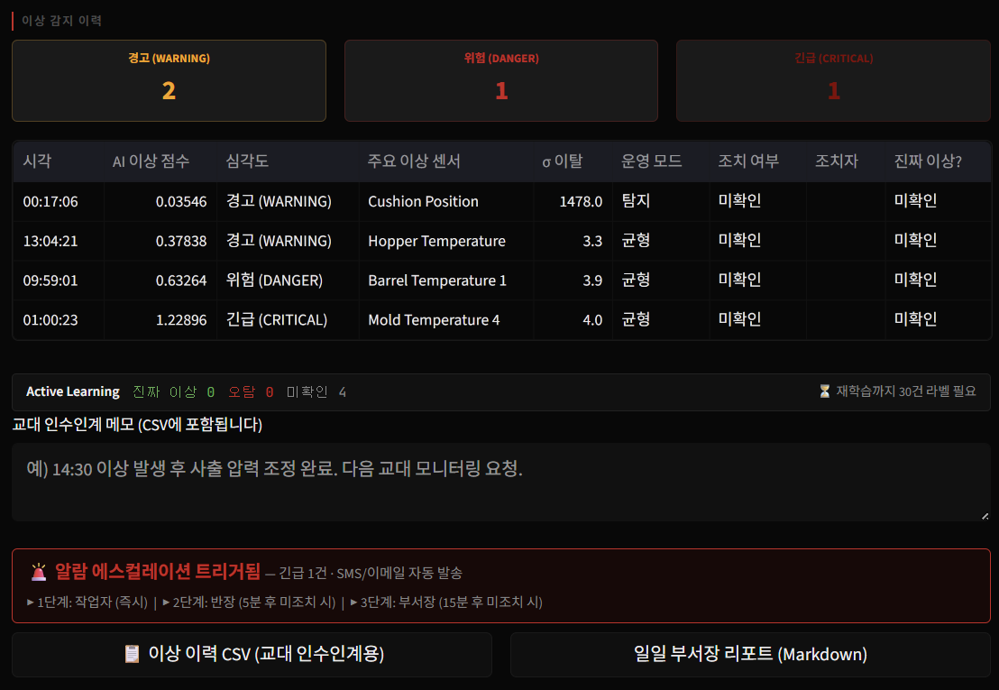 이상 감지 이력
경고 (WARNING) 위험 (DANGER) 긴급 (CRITICAL)
2 1 1
시각 AI 이상 점수 심각도 주요 이상 센서 σ 이탈 운영 모드 조치 여부 조치자 진짜 이상?
00:17:06 0.03546 경고 (WARNING) Cushion Position 1478.0 탐지 미확인 미확인
13:04:21 0.37838 경고 (WARNING) Hopper Temperature 3.3 균형 미확인 미확인
09:59:01 0.63264 위험 (DANGER) Barrel Temperature 1 3.9 균형 미확인 미확인
01:00:23 1.22896 긴급 (CRITICAL) Mold Temperature 4 4.0 균형 미확인 미확인
Active Learning 진짜 이상 0 오탐 0 미확인 4 ⏳ 재학습까지 30건 라벨 필요
교대 인수인계 메모 (CSV에 포함됩니다)
예) 14:30 이상 발생 후 사출 압력 조정 완료. 다음 교대 모니터링 요청.
🚨 알람 에스컬레이션 트리거됨 — 긴급 1건 · SMS/이메일 자동 발송
▸ 1단계: 작업자 (즉시) | ▸ 2단계: 반장 (5분 후 미조치 시) | ▸ 3단계: 부서장 (15분 후 미조치 시)
📋 이상 이력 CSV (교대 인수인계용) 일일 부서장 리포트 (Markdown)